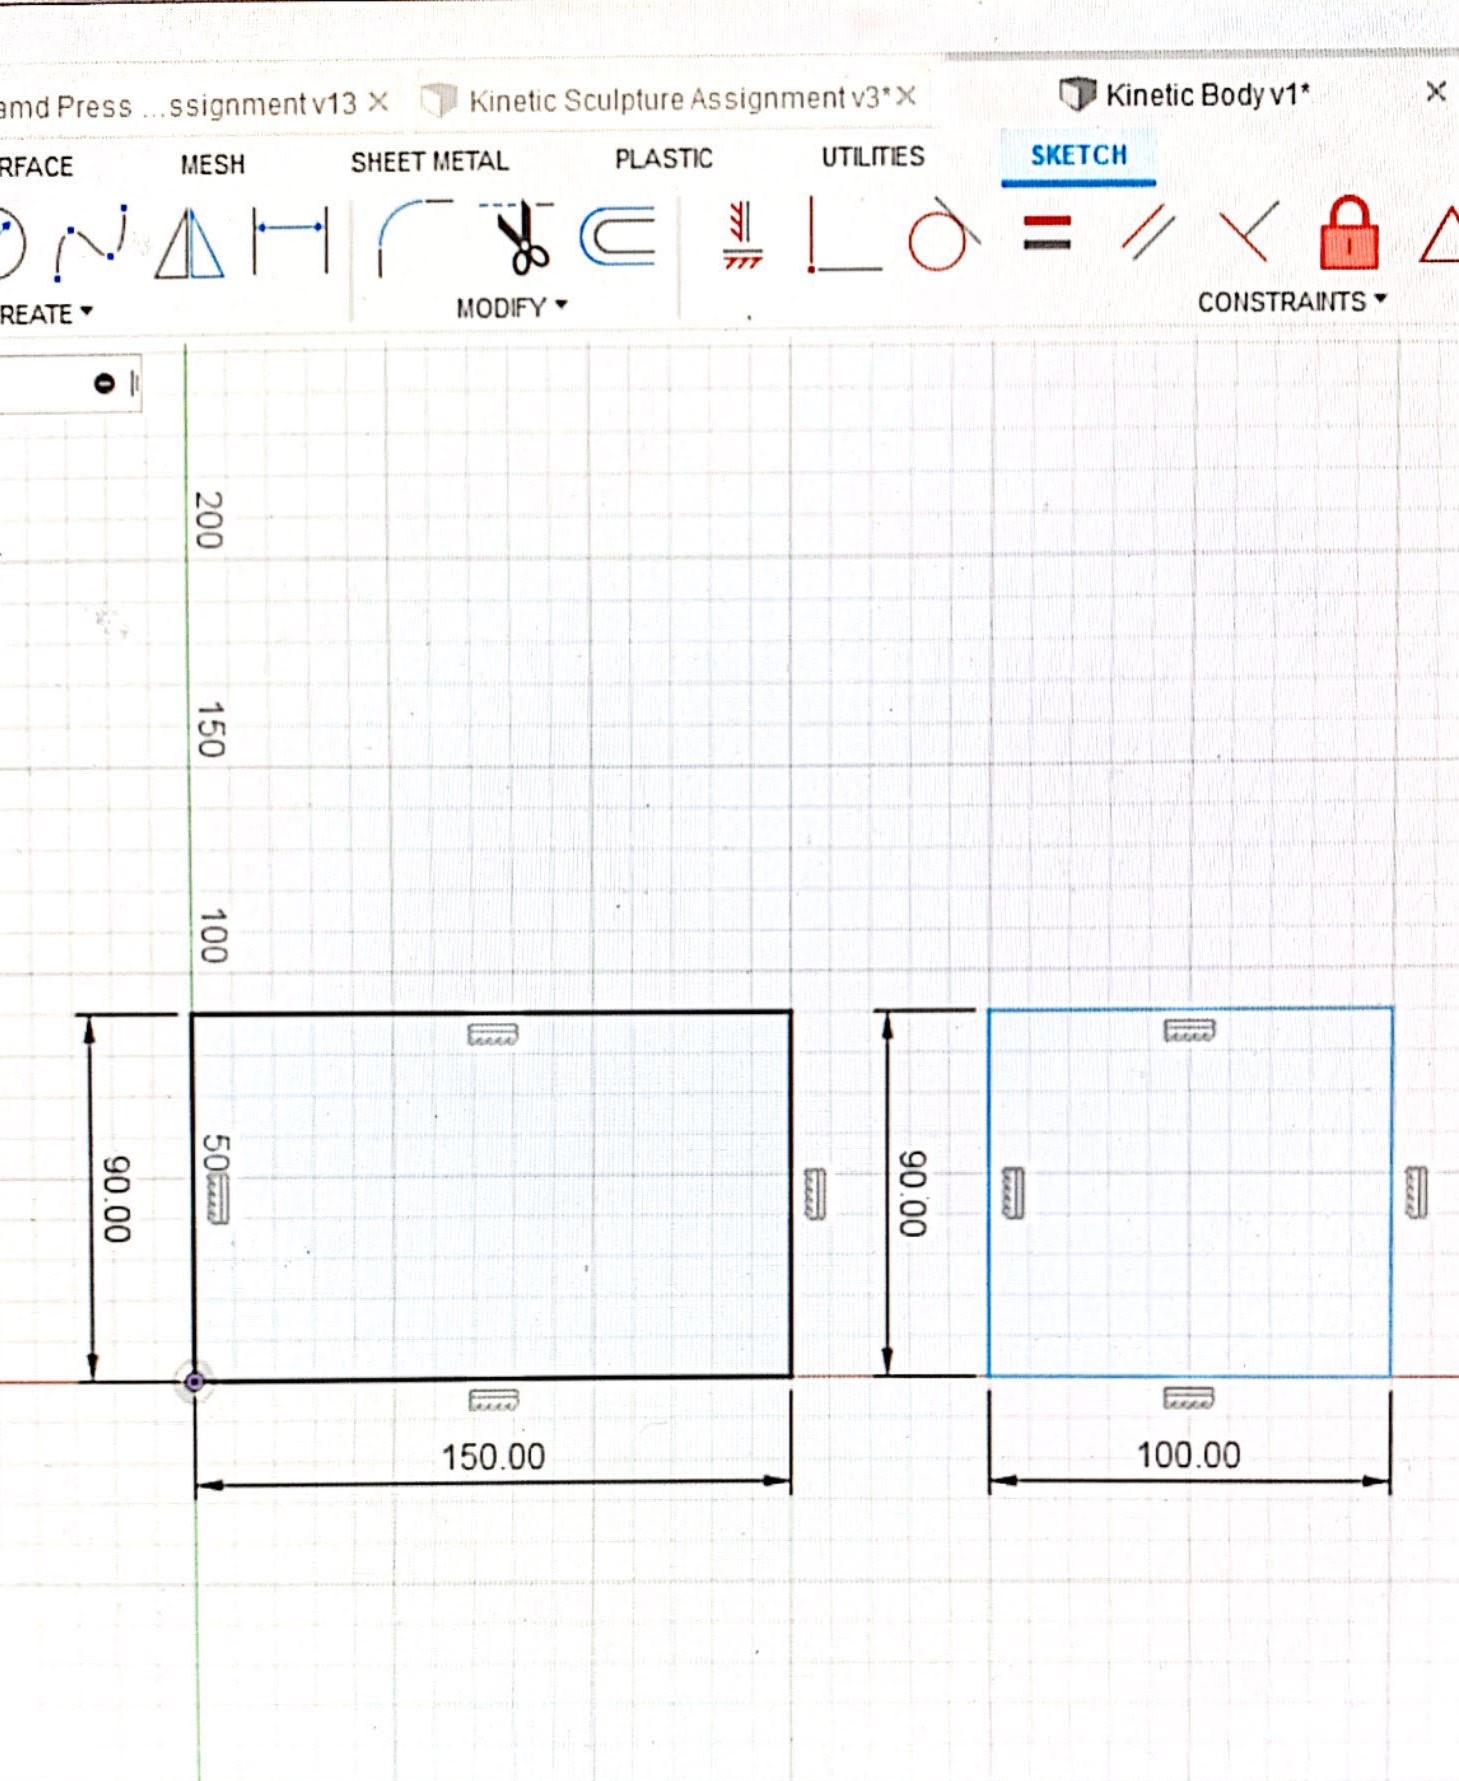 amd Press ...ssignment v13 Kinetic Sculpture Assignment v3* Kinetic Body v1*
RFACE MESH SHEET METAL PLASTIC UTILITIES SKETCH
REATE MODIFY CONSTRAINTS
200
150
100
50
90.00
90.00
150.00
100.00